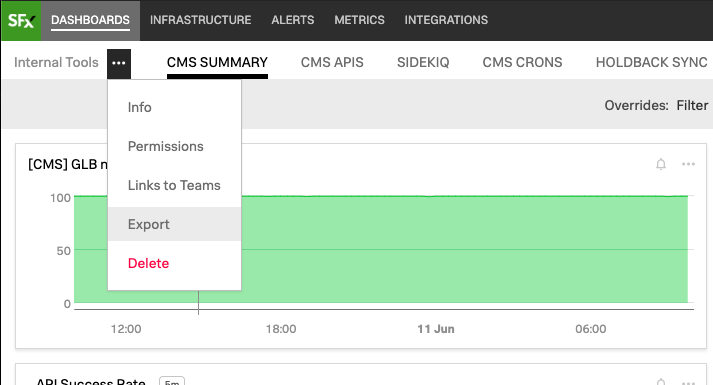 SFx DASHBOARDS INFRASTRUCTURE ALERTS METRICS INTEGRATIONS
Internal Tools ••• CMS SUMMARY CMS APIS SIDEKIQ CMS CRONS HOLDBACK SYNC
Info
Overrides: Filter
Permissions
[CMS] GLB
Links to Teams
100
Export
50
Delete
0
12:00 18:00 11 Jun 06:00
API Success Rate 5m